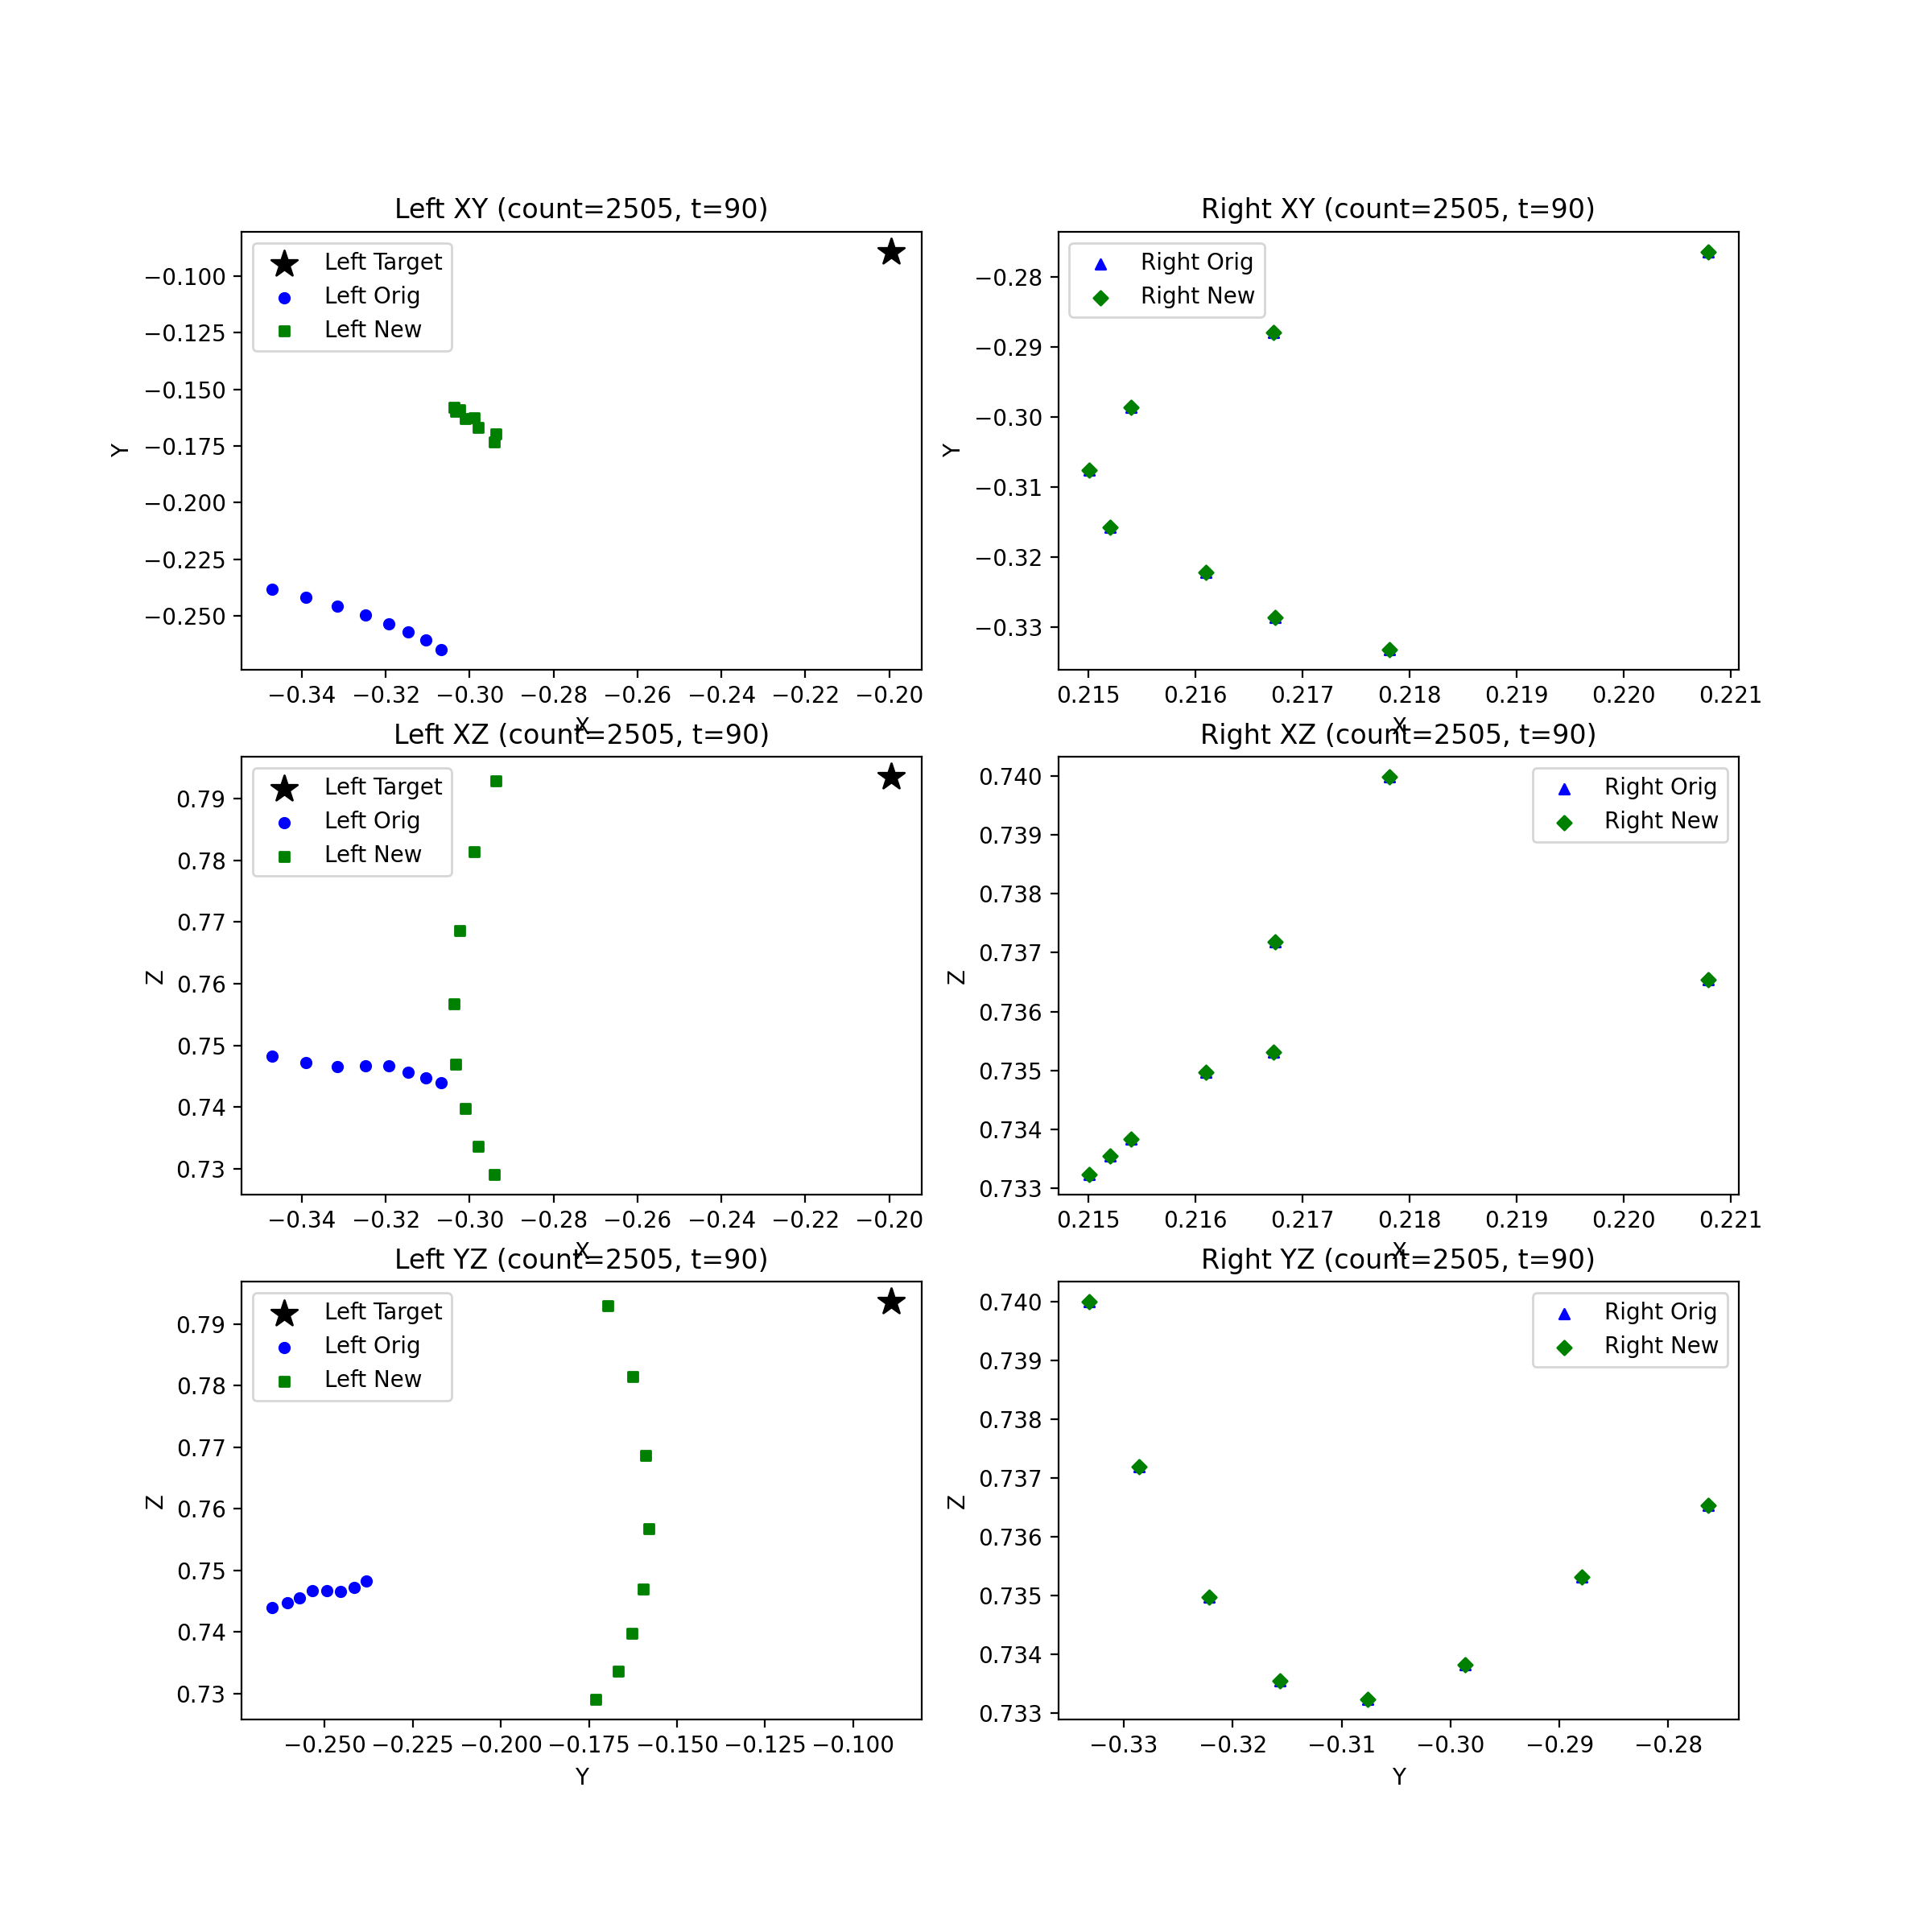 Left XY (count=2505, t=90)
Left Target
Left Orig
Left New
−0.100
−0.125
−0.150
−0.175
−0.200
−0.225
−0.250
Y
−0.34 −0.32 −0.30 −0.28 −0.26 −0.24 −0.22 −0.20
X
Right XY (count=2505, t=90)
Right Orig
Right New
−0.28
−0.29
−0.30
−0.31
−0.32
−0.33
Y
0.215 0.216 0.217 0.218 0.219 0.220 0.221
X
Left XZ (count=2505, t=90)
Left Target
Left Orig
Left New
0.79
0.78
0.77
0.76
0.75
0.74
0.73
Z
−0.34 −0.32 −0.30 −0.28 −0.26 −0.24 −0.22 −0.20
X
Right XZ (count=2505, t=90)
Right Orig
Right New
0.740
0.739
0.738
0.737
0.736
0.735
0.734
0.733
Z
0.215 0.216 0.217 0.218 0.219 0.220 0.221
X
Left YZ (count=2505, t=90)
Left Target
Left Orig
Left New
0.79
0.78
0.77
0.76
0.75
0.74
0.73
Z
−0.250 −0.225 −0.200 −0.175 −0.150 −0.125 −0.100
Y
Right YZ (count=2505, t=90)
Right Orig
Right New
0.740
0.739
0.738
0.737
0.736
0.735
0.734
0.733
Z
−0.33 −0.32 −0.31 −0.30 −0.29 −0.28
Y